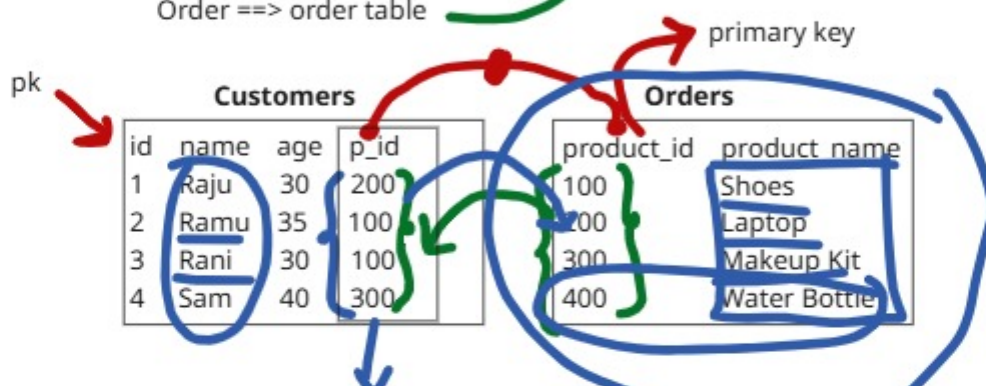 Order ==> order table
primary key
pk
Customers
Orders
id name age p_id
product_id product_name
1 Raju 30 200
100 Shoes
2 Ramu 35 100
200 Laptop
3 Rani 30 100
300 Makeup Kit
4 Sam 40 300
400 Water Bottle